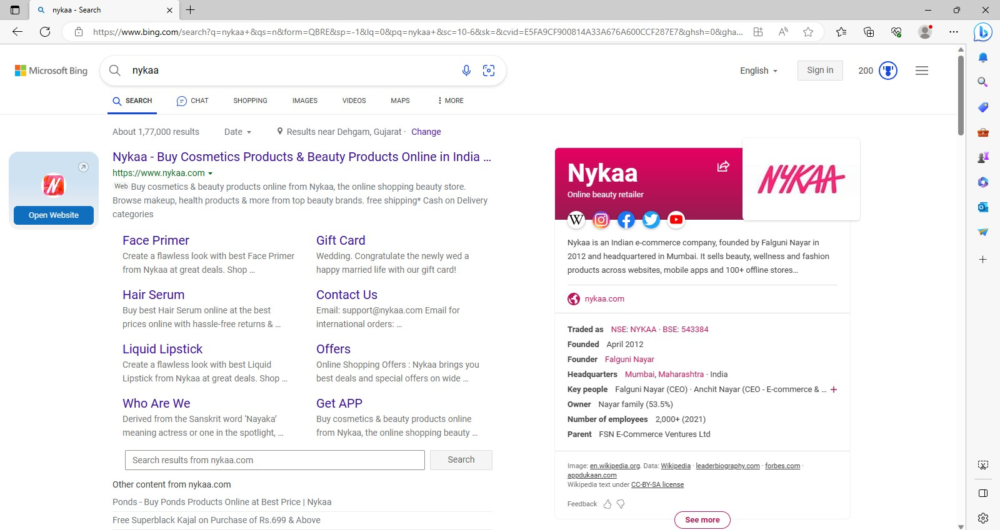 nykaa - Search
https://www.bing.com/search?q=nykaa+&qs=n&form=QBRE&sp=-1&lq=0&pq=nykaa+&sc=10-6&sk=&cvid=E5FA9CF900814A33A676A600CCF287E7&ghsh=0&gha...
Microsoft Bing
nykaa
English
Sign in
200
SEARCH
CHAT
SHOPPING
IMAGES
VIDEOS
MAPS
MORE
About 1,77,000 results
Date
Results near Dehgam, Gujarat · Change
Open Website
Nykaa - Buy Cosmetics Products & Beauty Products Online in India ...
https://www.nykaa.com
Web Buy cosmetics & beauty products online from Nykaa, the online shopping beauty store.
Browse makeup, health products & more from top beauty brands. free shipping* Cash on Delivery
categories
Face Primer
Create a flawless look with best Face Primer
from Nykaa at great deals. Shop ...
Gift Card
Wedding. Congratulate the newly wed a
happy married life with our gift card!
Hair Serum
Buy best Hair Serum online at the best
prices online with hassle-free returns & ...
Contact Us
Email: support@nykaa.com Email for
international orders: ...
Liquid Lipstick
Create a flawless look with best Liquid
Lipstick from Nykaa at great deals. Shop ...
Offers
Online Shopping Offers : Nykaa brings you
best deals and special offers on wide ...
Who Are We
Derived from the Sanskrit word ‘Nayaka’
meaning actress or one in the spotlight, ...
Get APP
Buy cosmetics & beauty products online
from Nykaa, the online shopping beauty ...
Search results from nykaa.com
Search
Other content from nykaa.com
Ponds - Buy Ponds Products Online at Best Price | Nykaa
Free Superblack Kajal on Purchase of Rs.699 & Above
Nykaa
Online beauty retailer
NYKAA
Nykaa is an Indian e-commerce company, founded by Falguni Nayar in
2012 and headquartered in Mumbai. It sells beauty, wellness and fashion
products across websites, mobile apps and 100+ offline stores...
nykaa.com
Traded as NSE: NYKAA · BSE: 543384
Founded April 2012
Founder Falguni Nayar
Headquarters Mumbai, Maharashtra · India
Key people Falguni Nayar (CEO) · Anchit Nayar (CEO - E-commerce & ... +
Owner Nayar family (53.5%)
Number of employees 2,000+ (2021)
Parent FSN E-Commerce Ventures Ltd
Image: en.wikipedia.org. Data: Wikipedia · leaderbiography.com · forbes.com ·
appdukaan.com
Wikipedia text under CC-BY-SA license
Feedback
See more